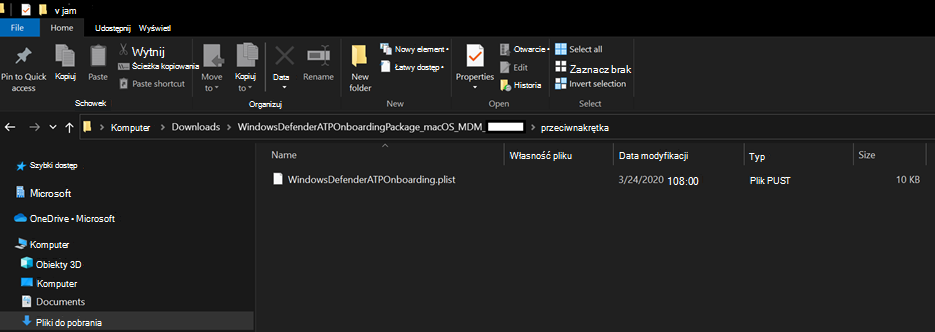 v jam
File Home Udostępnij Wyświetl
Pin to Quick access
Kopiuj
Paste
Wytnij
Ścieżka kopiowania
Paste shortcut
Schowek
Move to
Kopiuj to
Data
Rename
Organizuj
New folder
Nowy element
Łatwy dostęp
New
Properties
Otwarcie
Edit
Historia
Open
Select all
Zaznacz brak
Invert selection
Select
Komputer > Downloads > WindowsDefenderATPOnboardingPackage_macOS_MDM_ > przeciwnakrętka
Szybki dostęp
Microsoft
OneDrive • Microsoft
Komputer
Obiekty 3D
Komputer
Documents
Pliki do pobrania
Name Własność pliku Data modyfikacji Typ Size
WindowsDefenderATPOnboarding.plist 3/24/2020 108:00 Plik PUST 10 KB